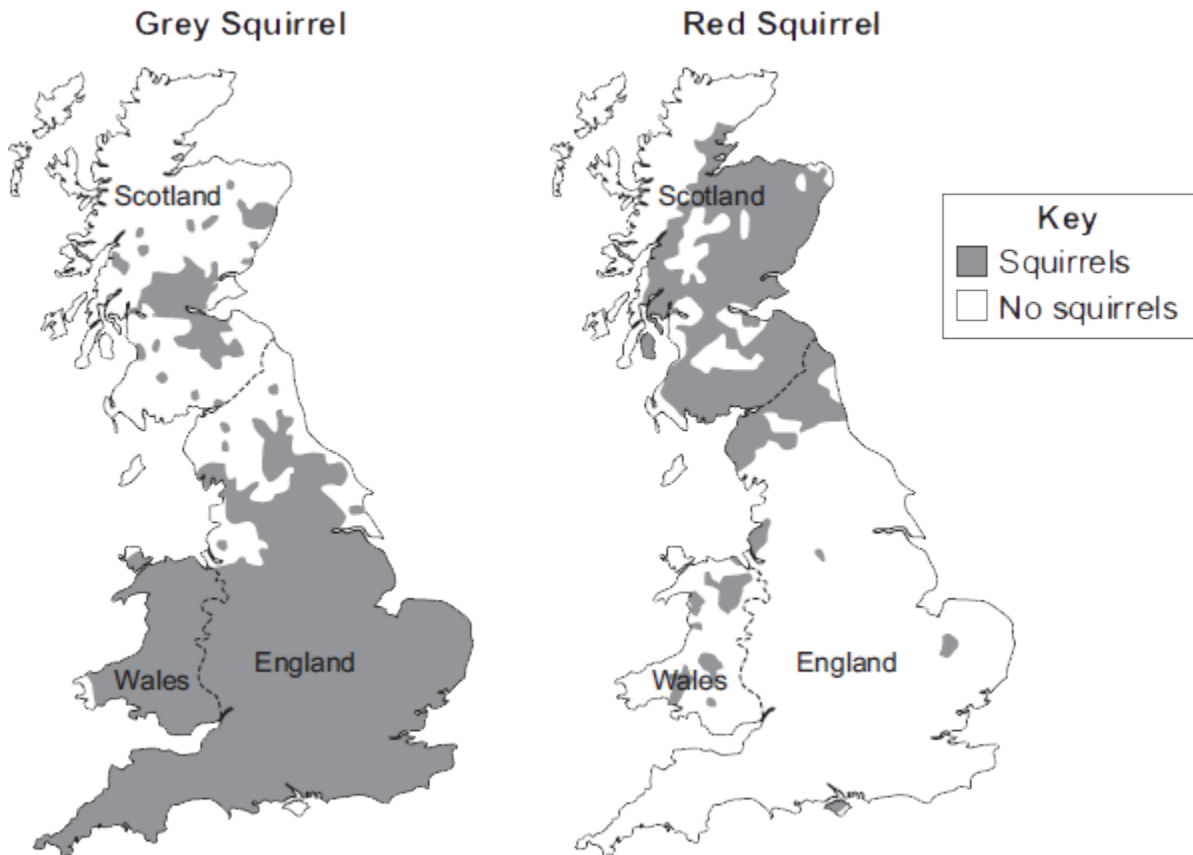 Grey Squirrel
Red Squirrel
Scotland
Scotland
Key
Squirrels
No squirrels
England
Wales
England
Wales